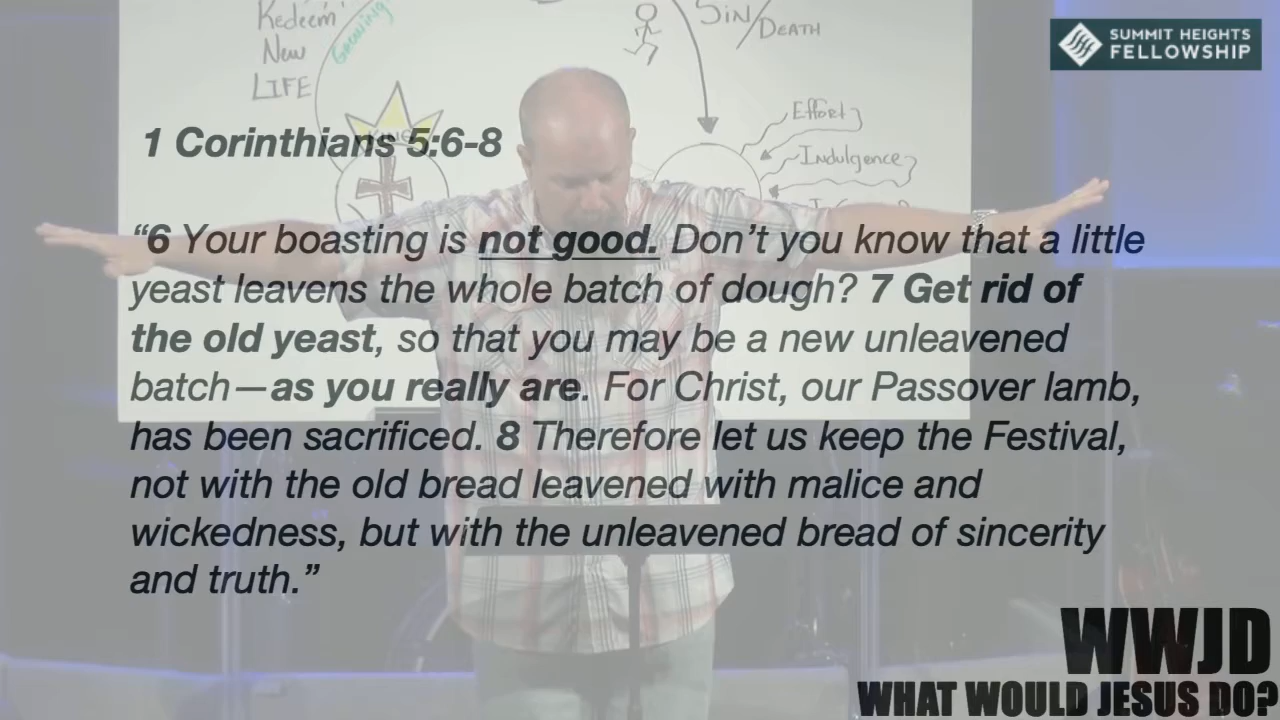 Redeem'
New
LIFE
Growing
SIN/
DEATH
SUMMIT HEIGHTS
FELLOWSHIP
Effort
Indulgence
KING
1 Corinthians 5:6-8
“6 Your boasting is not good. Don’t you know that a little
yeast leavens the whole batch of dough? 7 Get rid of
the old yeast, so that you may be a new unleavened
batch—as you really are. For Christ, our Passover lamb,
has been sacrificed. 8 Therefore let us keep the Festival,
not with the old bread leavened with malice and
wickedness, but with the unleavened bread of sincerity
and truth.”
WWJD
WHAT WOULD JESUS DO?